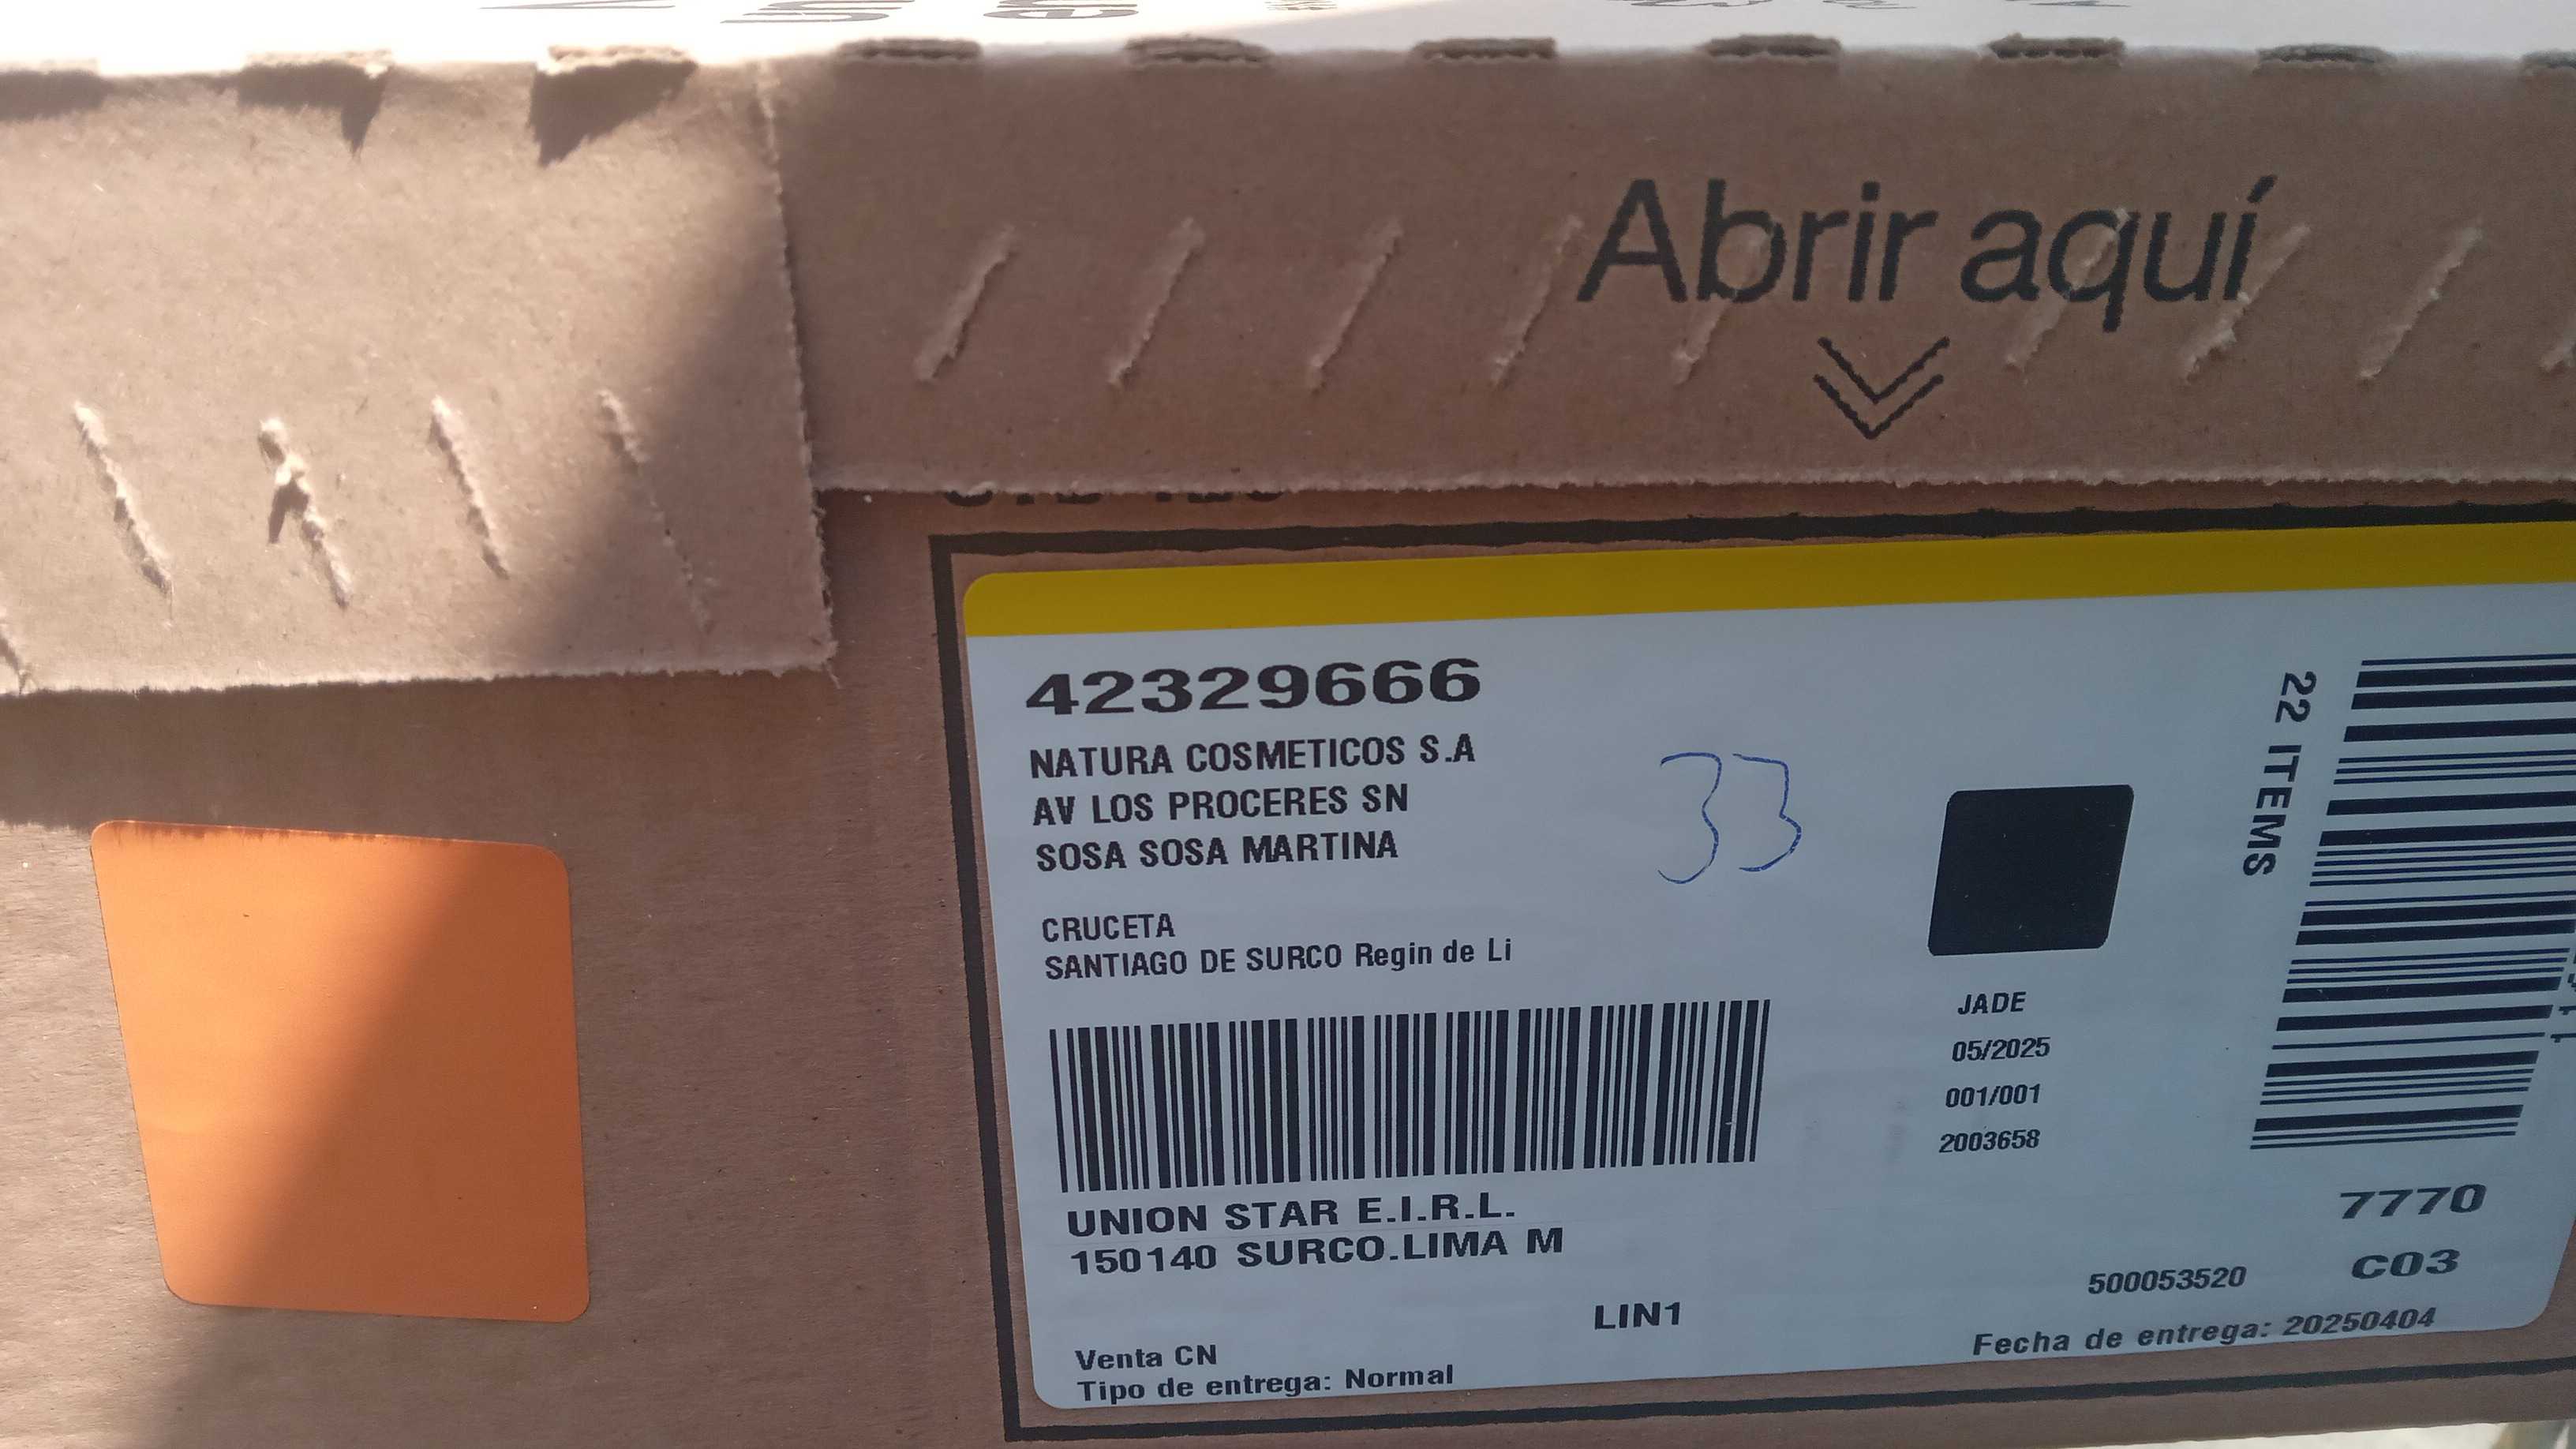 Abrir aquí
42329666
NATURA COSMETICOS S.A
AV LOS PROCERES SN
SOSA SOSA MARTINA
33
22 ITEMS
CRUCETA
SANTIAGO DE SURCO Regin de Li
JADE
05/2025
001/001
2003658
UNION STAR E.I.R.L.
150140 SURCO.LIMA M
7770
C03
500053520
LIN1
Fecha de entrega: 20250404
Venta CN
Tipo de entrega: Normal